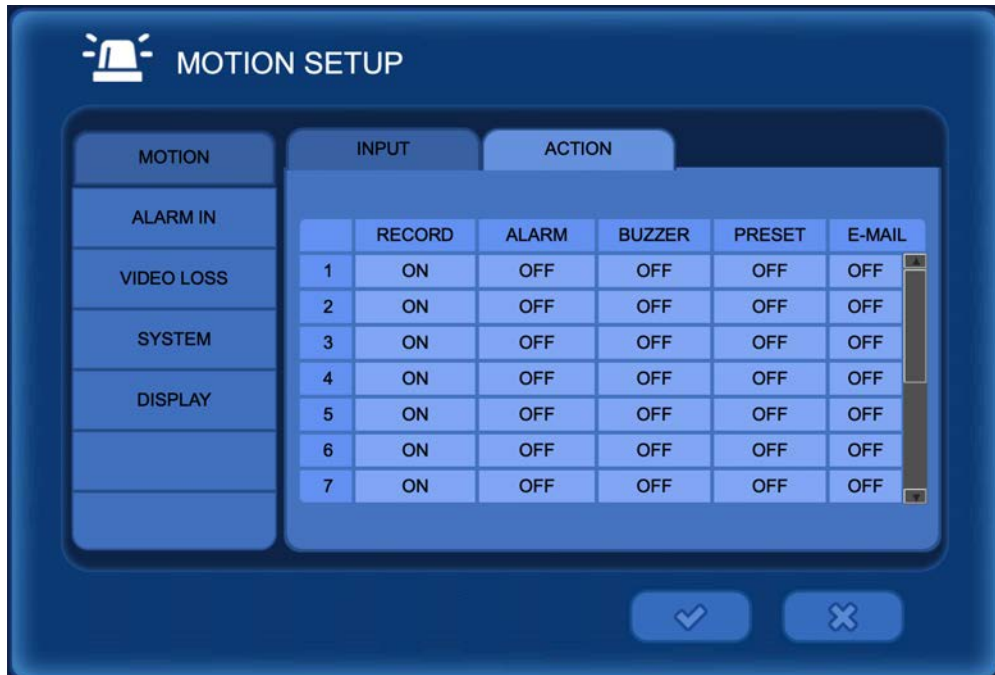 MOTION SETUP
INPUT ACTION
MOTION
ALARM IN
VIDEO LOSS
SYSTEM
DISPLAY
RECORD ALARM BUZZER PRESET E-MAIL
1 ON OFF OFF OFF OFF
2 ON OFF OFF OFF OFF
3 ON OFF OFF OFF OFF
4 ON OFF OFF OFF OFF
5 ON OFF OFF OFF OFF
6 ON OFF OFF OFF OFF
7 ON OFF OFF OFF OFF